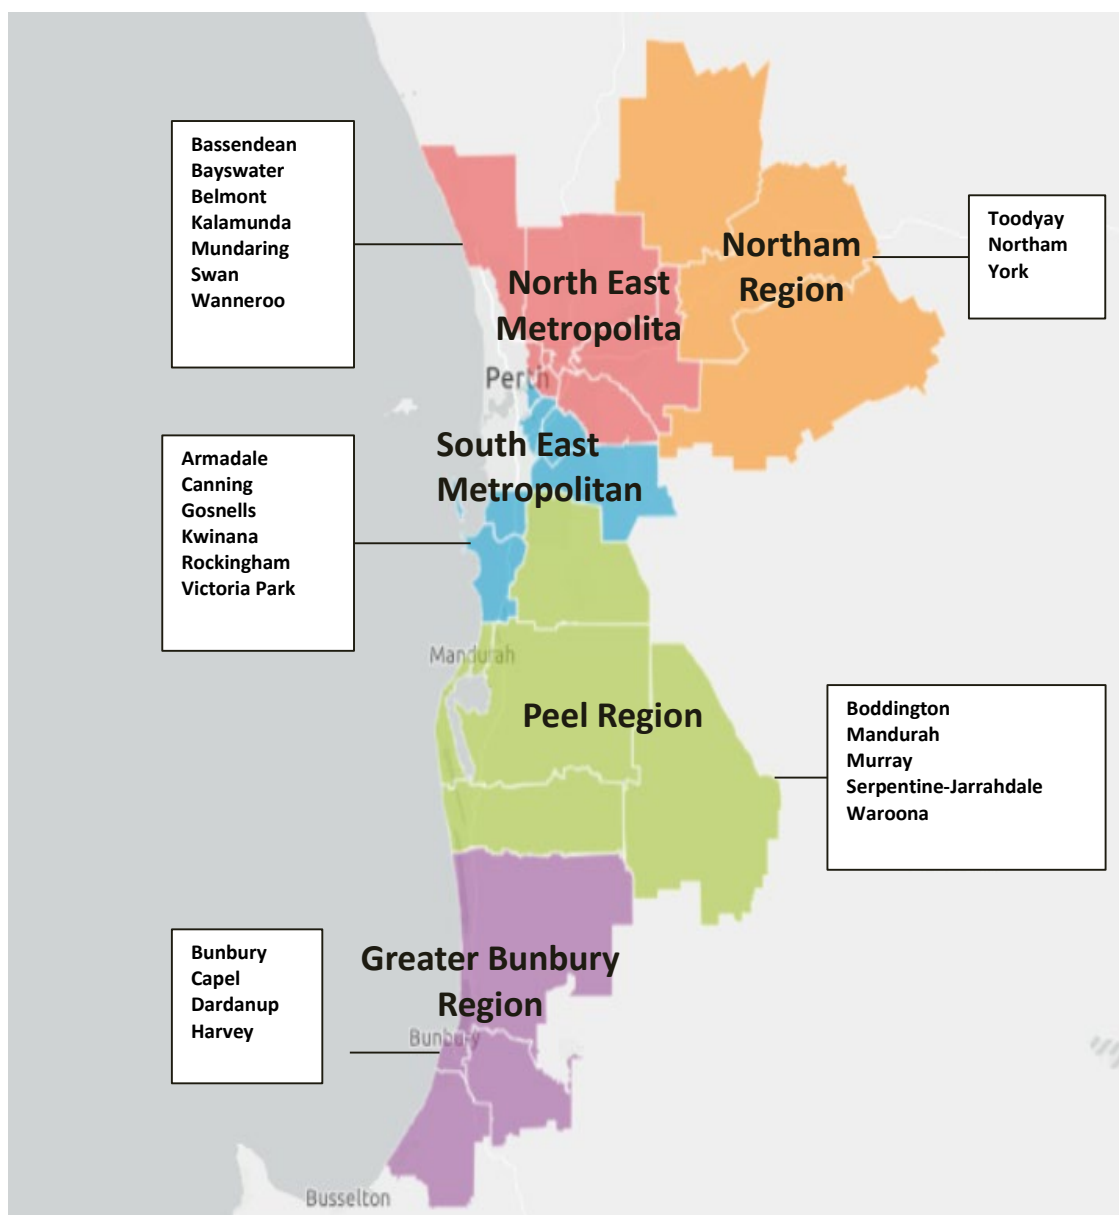 Bassendean
Bayswater
Belmont
Kalamunda
Mundaring
Swan
Wanneroo
Toodyay
Northam
York
Northam
Region
North East
Metropolita
Perth
South East
Metropolitan
Armadale
Canning
Gosnells
Kwinana
Rockingham
Victoria Park
Mandurah
Peel Region
Boddington
Mandurah
Murray
Serpentine-Jarrahdale
Waroona
Bunbury
Capel
Dardanup
Harvey
Greater Bunbury
Region
Bunbury
Busselton